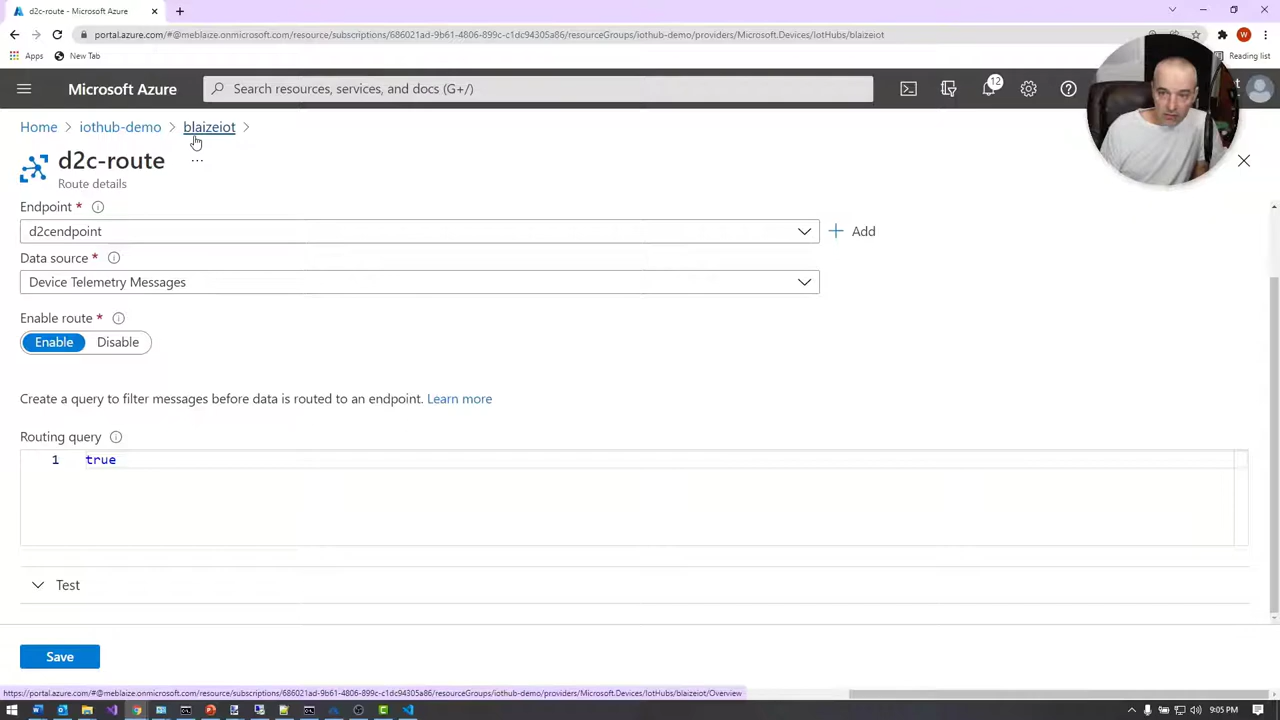 d2c-route - Microsoft Azure
portal.azure.com/#@meblaize.onmicrosoft.com/resource/subscriptions/686021ad-9b61-4806-899c-c1dc94305a86/resourceGroups/iothub-demo/providers/Microsoft.Devices/IotHubs/blaizeiot
W
Apps
New Tab
Reading list
Microsoft Azure
Search resources, services, and docs (G+/)
12
Home > iothub-demo > blaizeiot >
d2c-route
...
Route details
Endpoint *
d2cendpoint
Add
Data source *
Device Telemetry Messages
Enable route *
Enable Disable
Create a query to filter messages before data is routed to an endpoint. Learn more
Routing query
1 true
Test
Save
https://portal.azure.com/#@meblaize.onmicrosoft.com/resource/subscriptions/686021ad-9b61-4806-899c-c1dc94305a86/resourceGroups/iothub-demo/providers/Microsoft.Devices/IotHubs/blaizeiot/Overview
9:05 PM